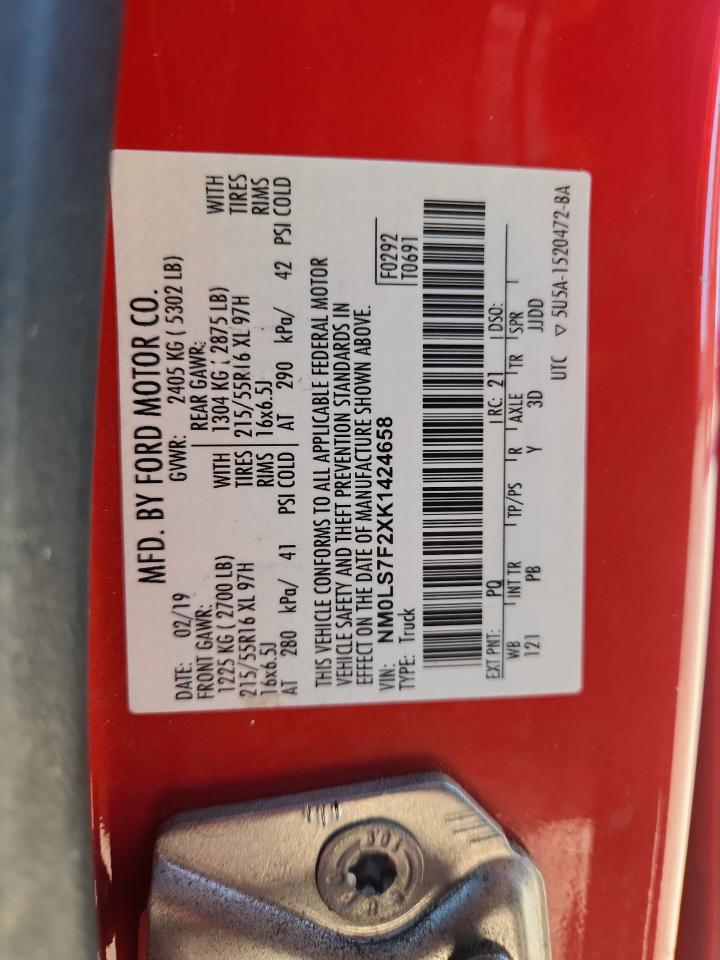 MFD. BY FORD MOTOR CO.
DATE: 02/19 GVWR: 2405 KG ( 5302 LB)
FRONT GAWR: REAR GAWR:
1225 KG ( 2700 LB) WITH 1304 KG ( 2875 LB) WITH
215/55R16 XL 97H TIRES 215/55R16 XL 97H TIRES
16x6.5J RIMS 16x6.5J RIMS
AT 280 kPa/ 41 PSI COLD AT 290 kPa/ 42 PSI COLD
THIS VEHICLE CONFORMS TO ALL APPLICABLE FEDERAL MOTOR
VEHICLE SAFETY AND THEFT PREVENTION STANDARDS IN
EFFECT ON THE DATE OF MANUFACTURE SHOWN ABOVE.
VIN: NM0LS7F2XK1424658 F0292
TYPE: Truck T0691
EXT PNT: PQ RC: 21 DSO:
WB INT TR TP/PS R AXLE TR SPR
121 PB Y 3D JJDD
UTC ▽ 5U5A-1520472-BA